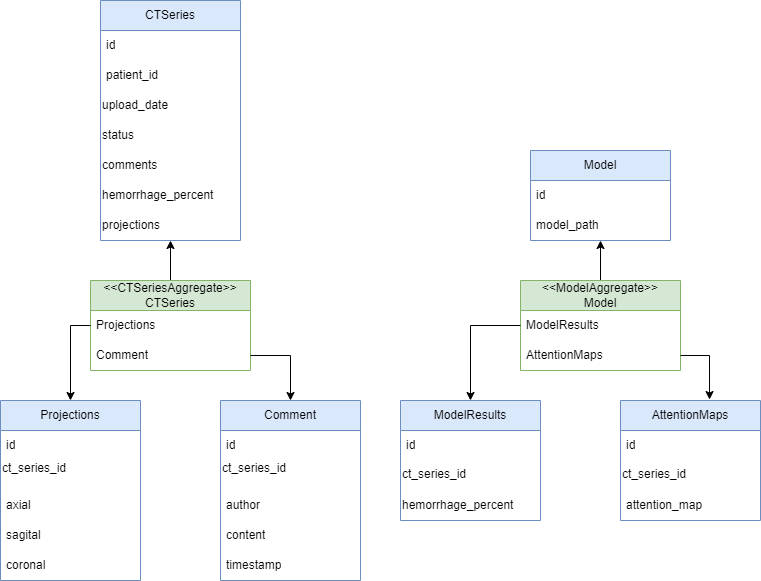 CTSeries
id
patient_id
upload_date
status
comments
hemorrhage_percent
projections
<<CTSeriesAggregate>>
CTSeries
Projections
Comment
Projections
id
ct_series_id
axial
sagital
coronal
Comment
id
ct_series_id
author
content
timestamp
Model
id
model_path
<<ModelAggregate>>
Model
ModelResults
AttentionMaps
ModelResults
id
ct_series_id
hemorrhage_percent
AttentionMaps
id
ct_series_id
attention_map